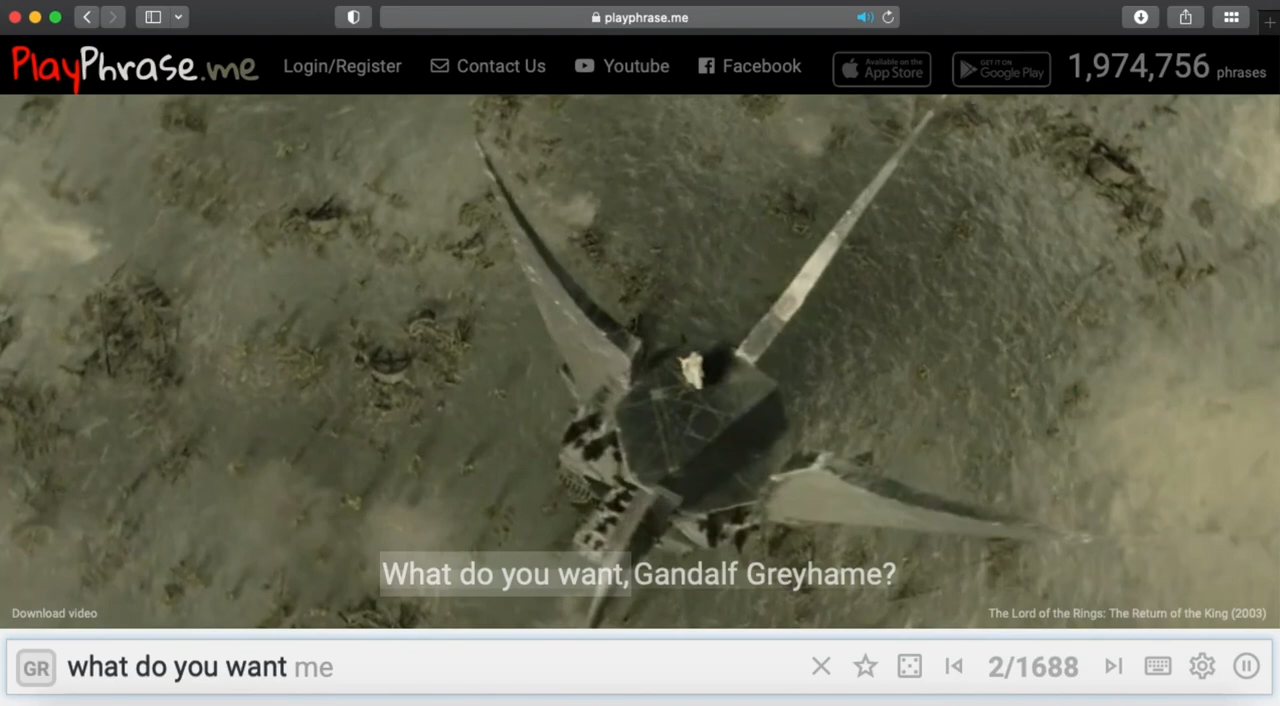 playphrase.me
PlayPhrase.me Login/Register Contact Us Youtube Facebook Available on the App Store GET IT ON Google Play 1,974,756 phrases
What do you want, Gandalf Greyhame?
Download video The Lord of the Rings: The Return of the King (2003)
GR what do you want me 2/1688